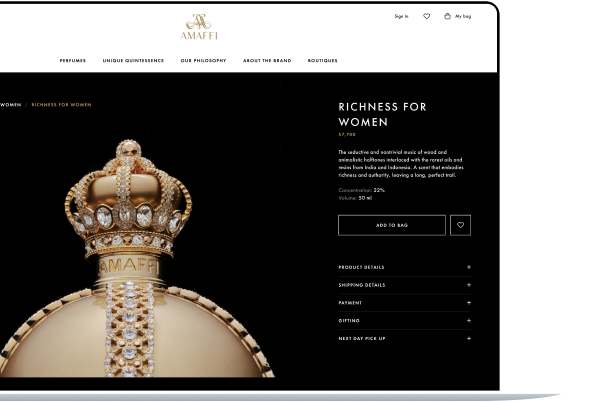 Sign In
My bag
AMAFFI
PERFUMES UNIQUE QUINTESSENCE OUR PHILOSOPHY ABOUT THE BRAND BOUTIQUES
WOMEN / RICHNESS FOR WOMEN
AMAFFI
RICHNESS FOR
WOMEN
$7,700
The seductive and nontrivial music of wood and
animalistic halftones interlaced with the rarest oils and
resins from India and Indonesia. A scent that embodies
richness and authority, leaving a long, perfect trail.
Concentration: 22%
Volume: 50 ml
ADD TO BAG
PRODUCT DETAILS +
SHIPPING DETAILS +
PAYMENT +
GIFTING +
NEXT DAY PICK UP +